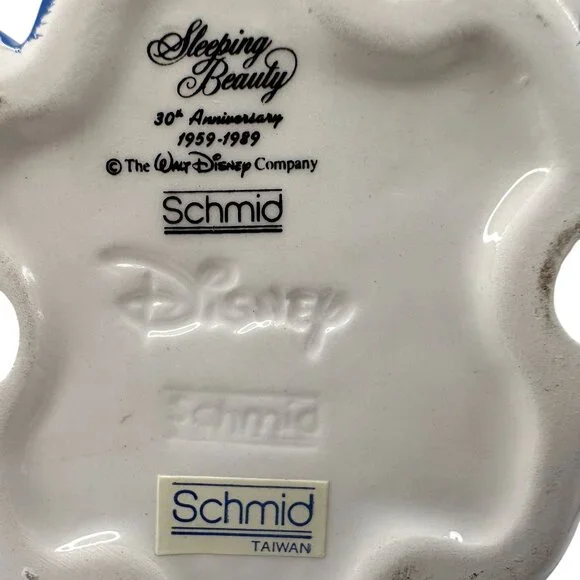 Sleeping
Beauty
30th Anniversary
1959-1989
© The Walt Disney Company
Schmid
Disney
Schmid
Schmid
TAIWAN